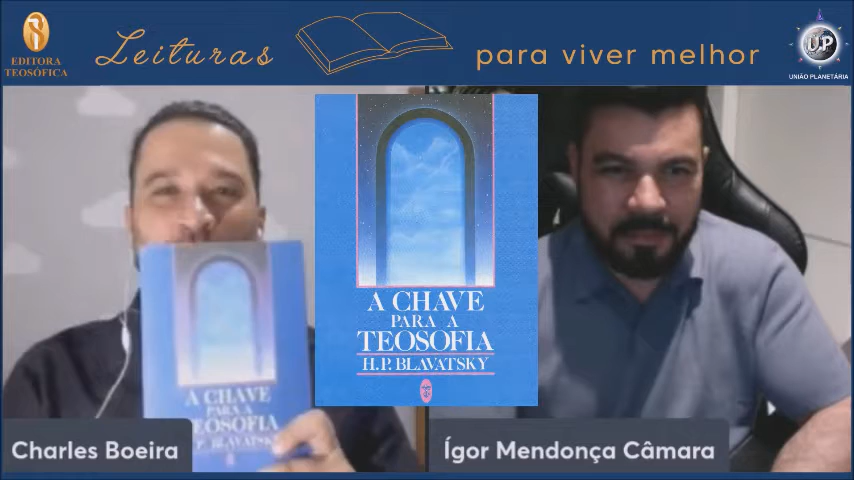 EDITORA
TEOSÓFICA
Leituras
para viver melhor
UP
UNIÃO PLANETÁRIA
A CHAVE
PARA A
TEOSOFIA
H.P. BLAVATSKY
A CHAVE
PARA A
TEOSOFIA
H.P. BLAVATSKY
Charles Boeira
Ígor Mendonça Câmara